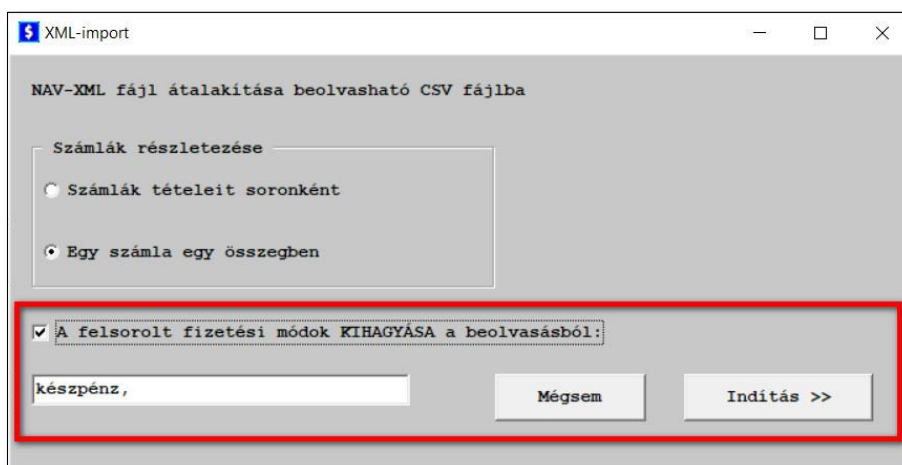 XML-import
NAV-XML fájl átalakítása beolvasható CSV fájlba
Számlák részletezése
Számlák tételeit soronként
Egy számla egy összegben
A felsorolt fizetési módok KIHAGYÁSA a beolvasásból:
készpénz,
Mégsem
Indítás >>